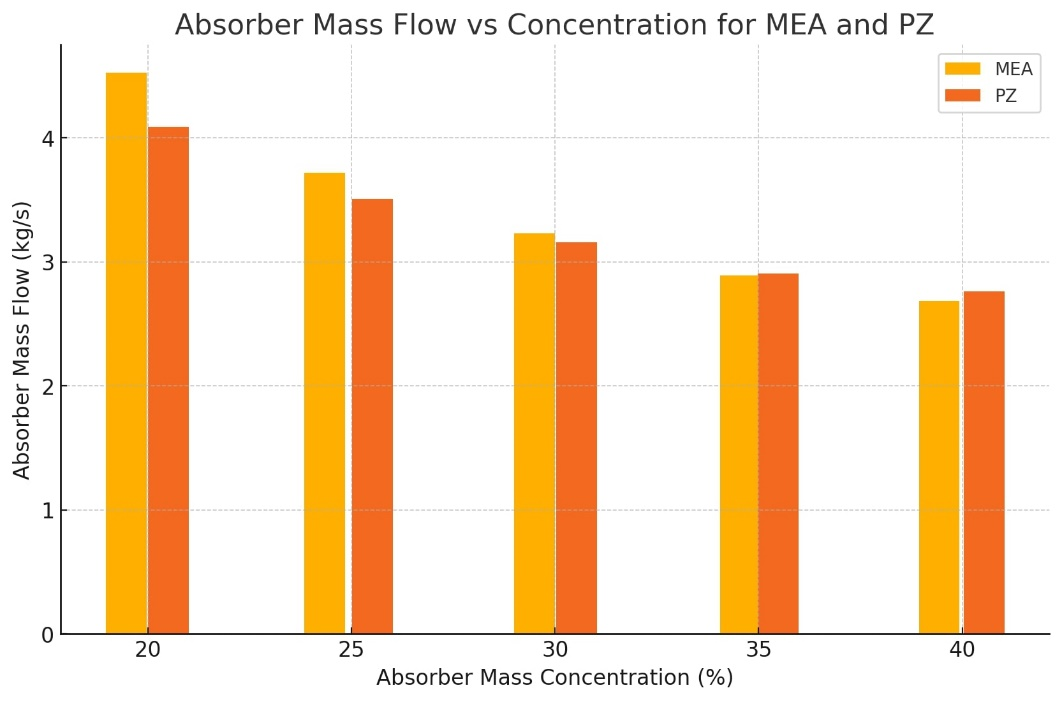 Absorber Mass Flow vs Concentration for MEA and PZ
MEA
PZ
Absorber Mass Flow (kg/s)
4
3
2
1
0
20 25 30 35 40
Absorber Mass Concentration (%)